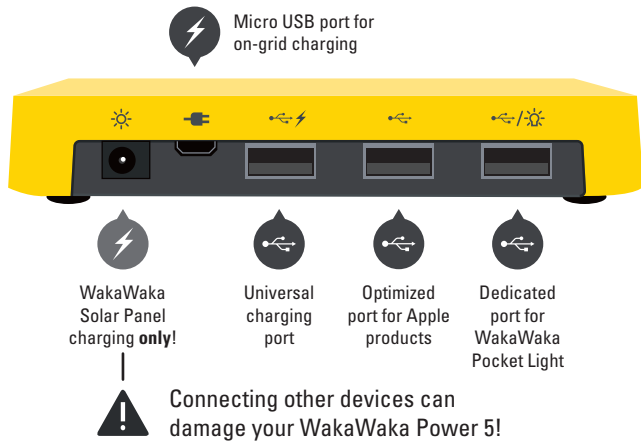 Micro USB port for
on-grid charging
WakaWaka
Solar Panel
charging only!
Universal
charging
port
Optimized
port for Apple
products
Dedicated
port for
WakaWaka
Pocket Light
Connecting other devices can
damage your WakaWaka Power 5!